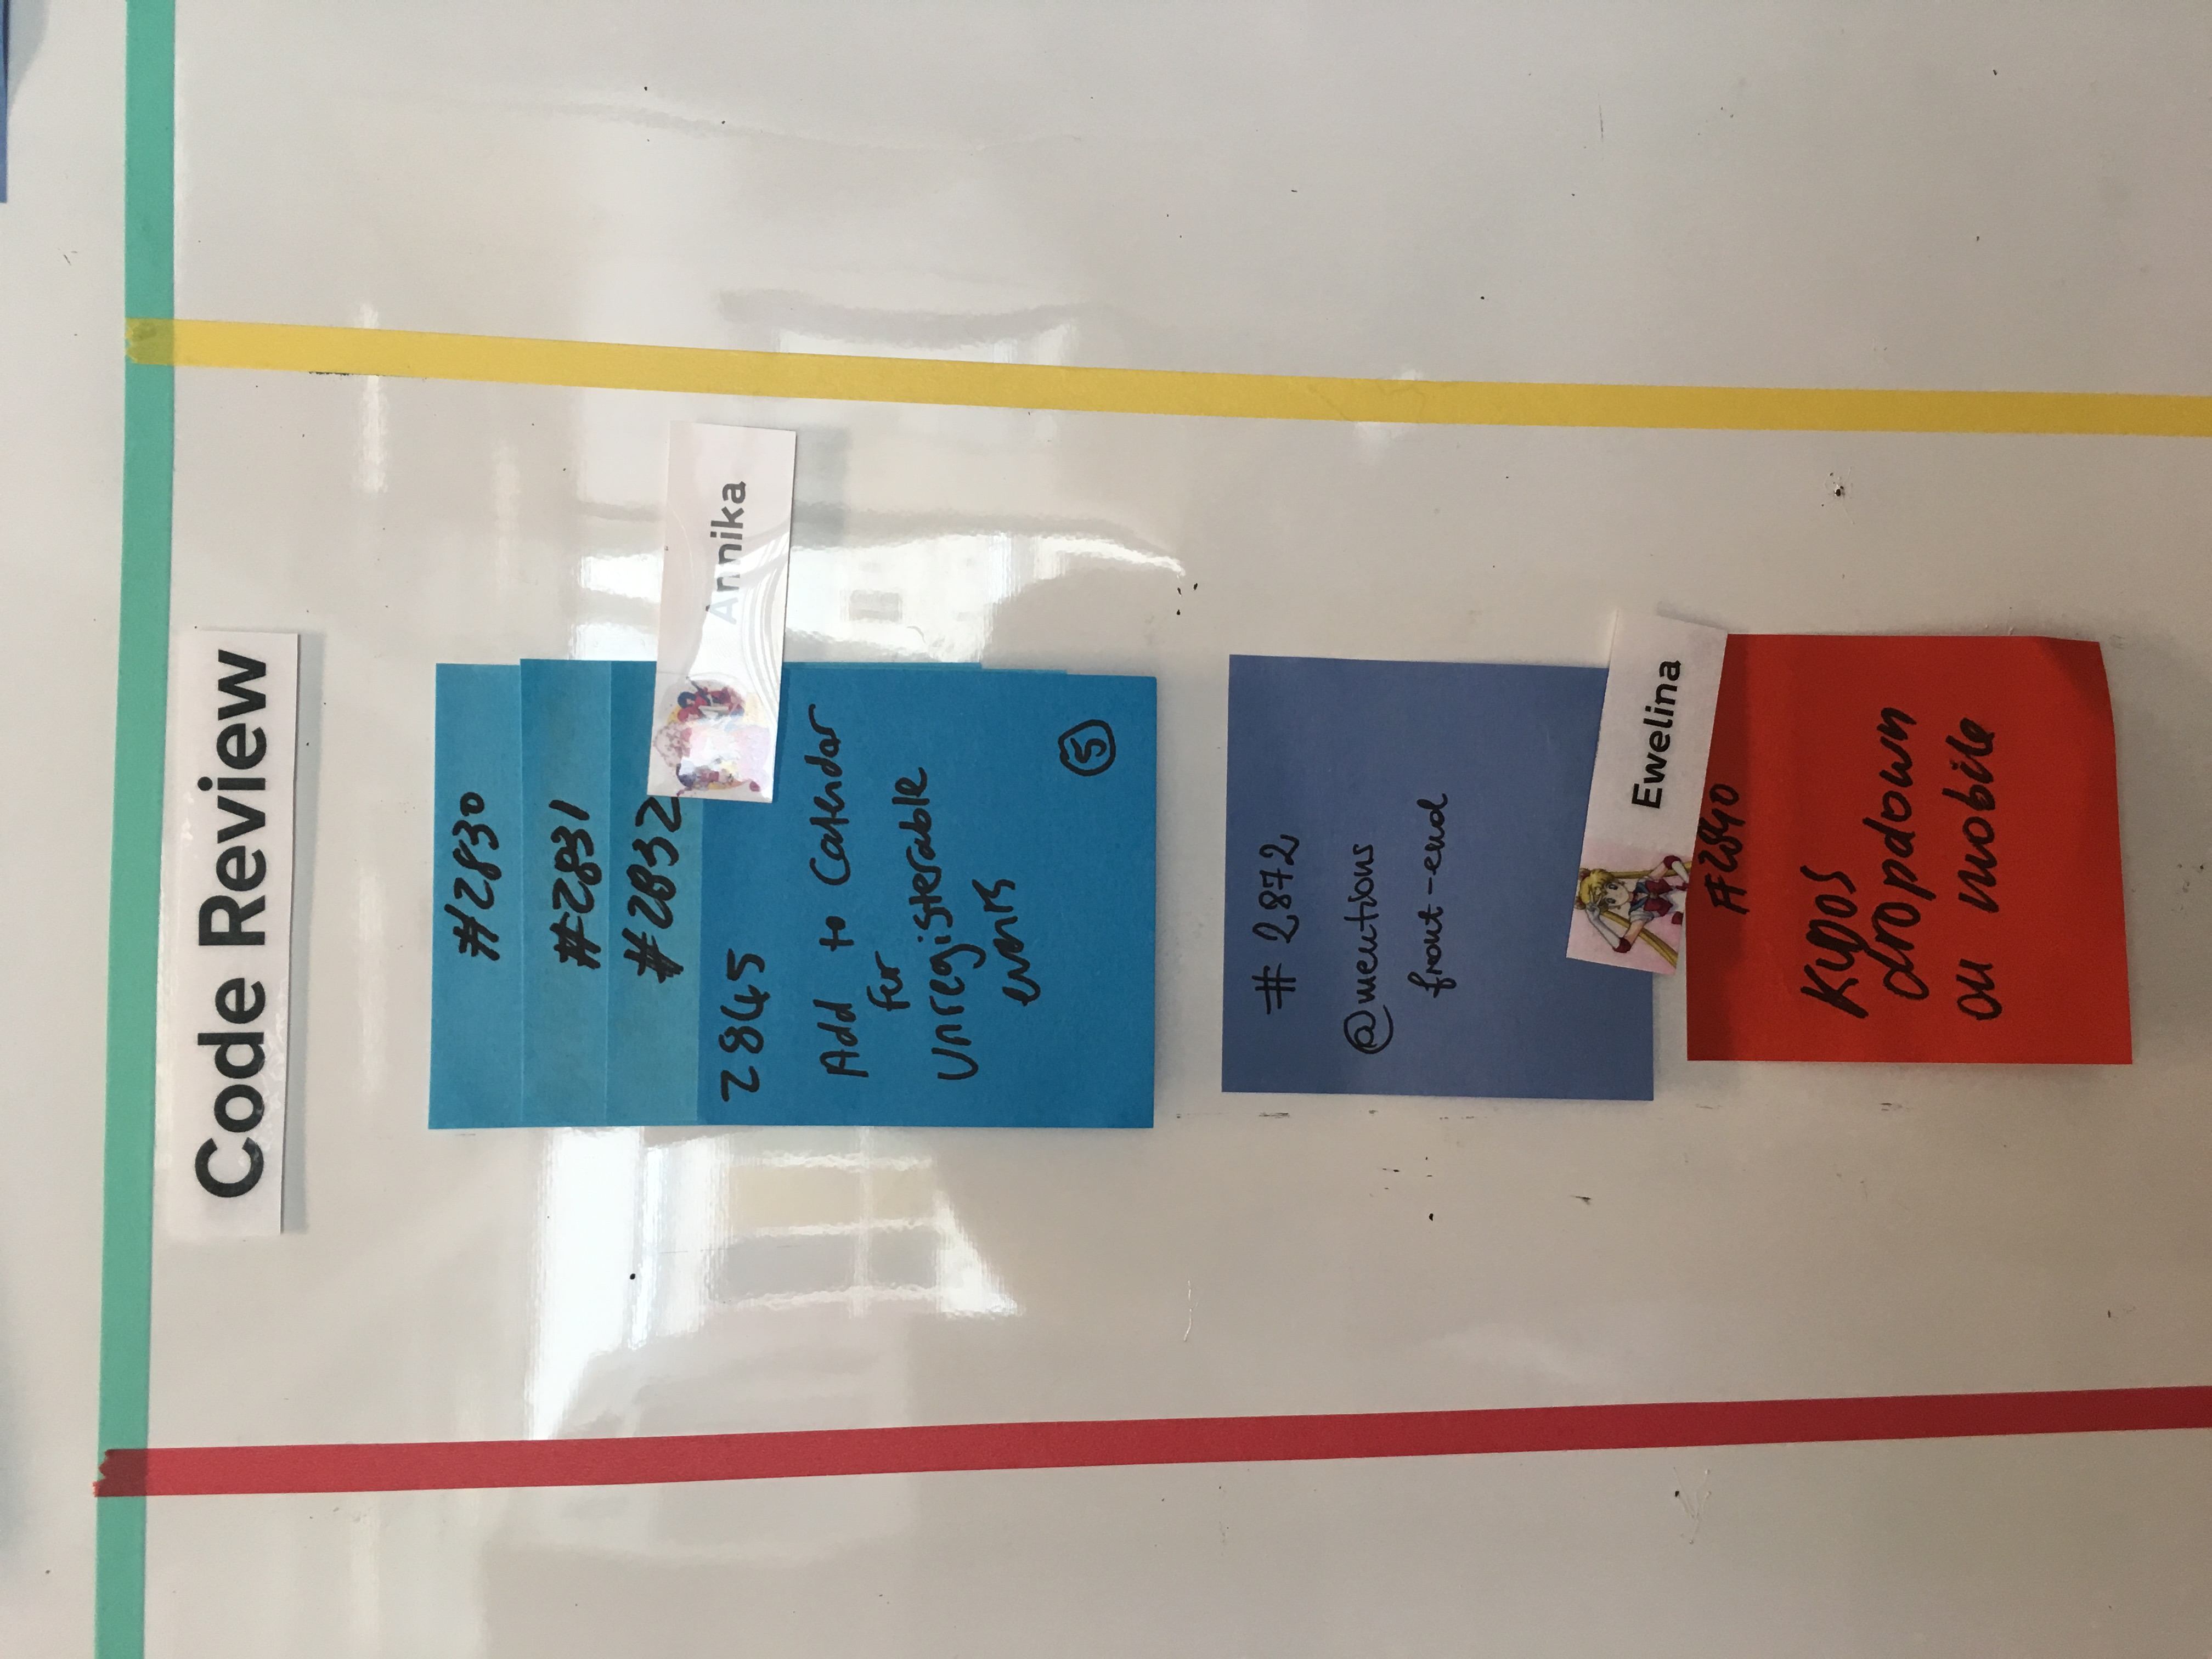 Code Review
#2830
#2831
#2832
Annika
2845
Add to Calendar
for
Unregisterable
events
5
# 2872
@mentions
front-end
Ewelina
#2840
KUDOS
dropdown
on mobile